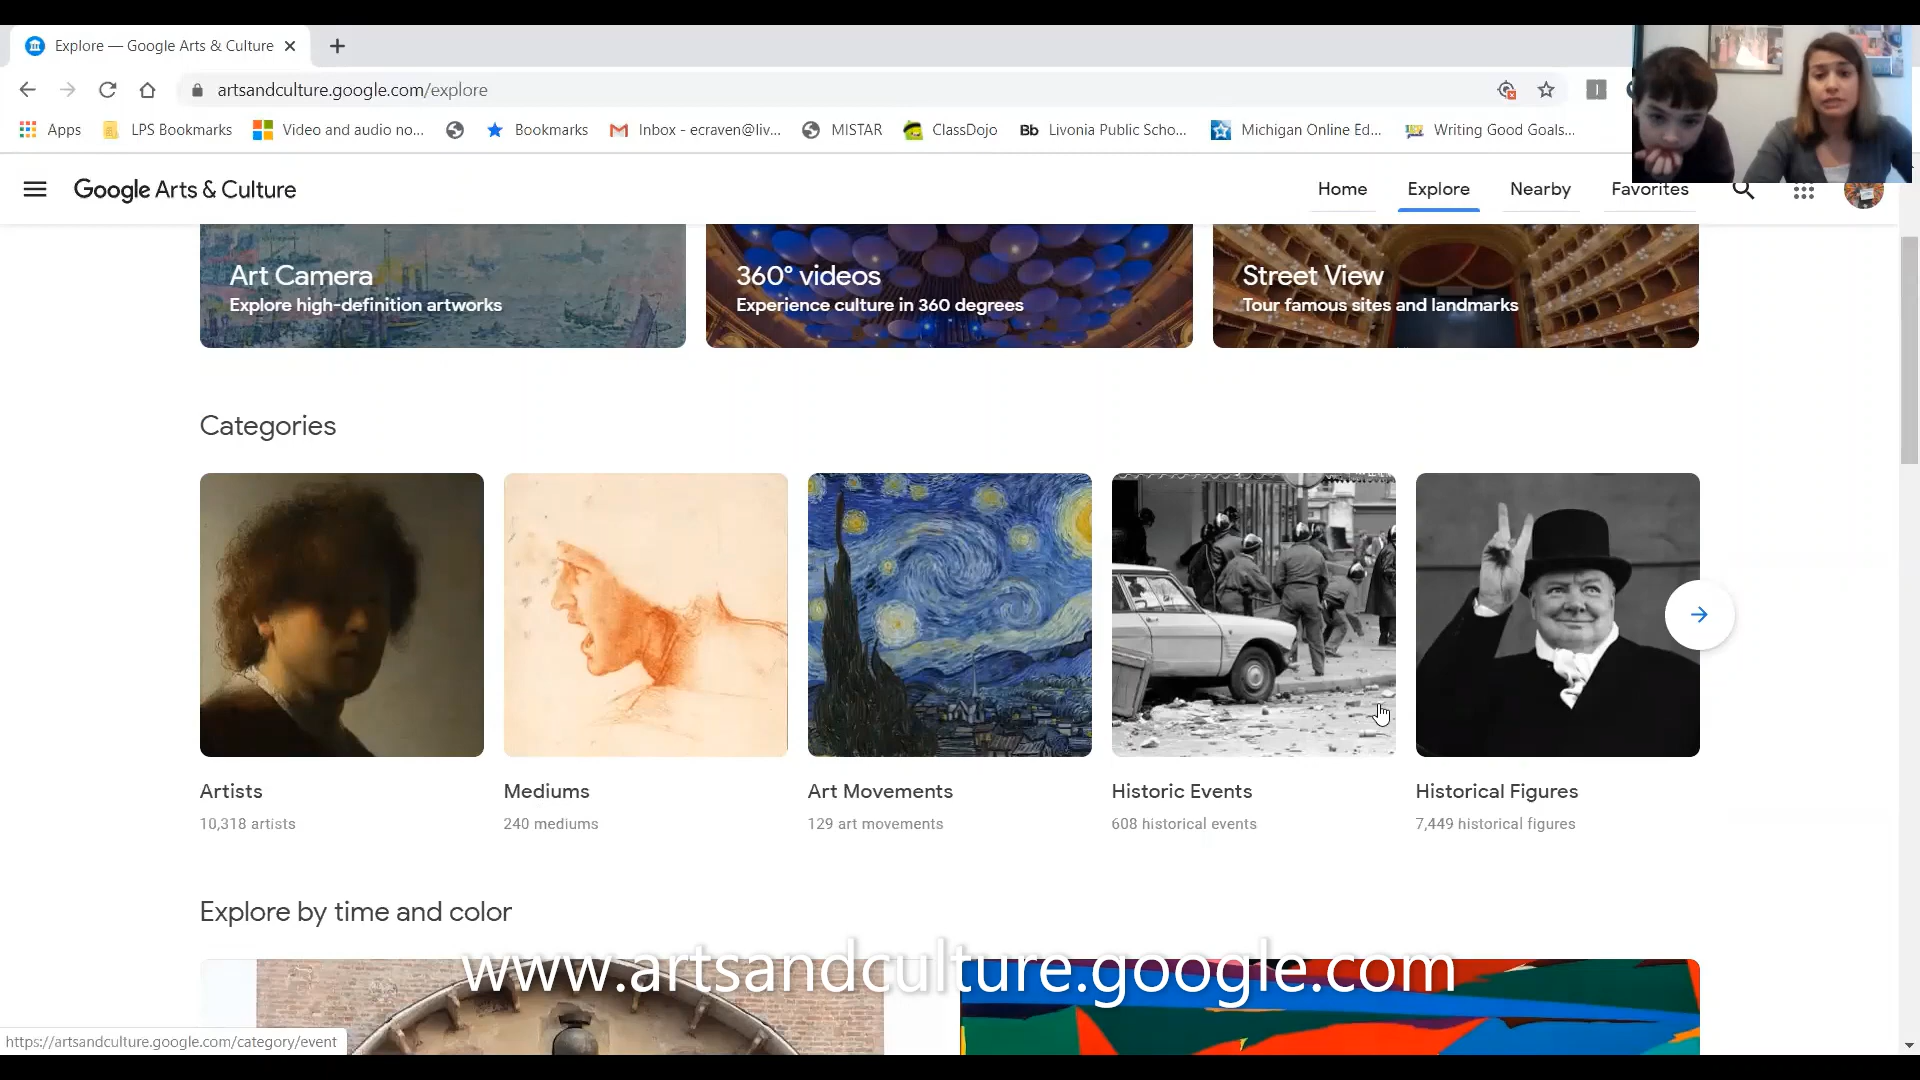 Explore — Google Arts & Culture
artsandculture.google.com/explore
Apps LPS Bookmarks Video and audio no... Bookmarks Inbox - ecraven@liv... MISTAR ClassDojo Bb Livonia Public Scho... Michigan Online Ed... Writing Good Goals...
Google Arts & Culture Home Explore Nearby Favorites
Art Camera
Explore high-definition artworks
360° videos
Experience culture in 360 degrees
Street View
Tour famous sites and landmarks
Categories
Artists
10,318 artists
Mediums
240 mediums
Art Movements
129 art movements
Historic Events
608 historical events
Historical Figures
7,449 historical figures
Explore by time and color
www.artsandculture.google.com
https://artsandculture.google.com/category/event